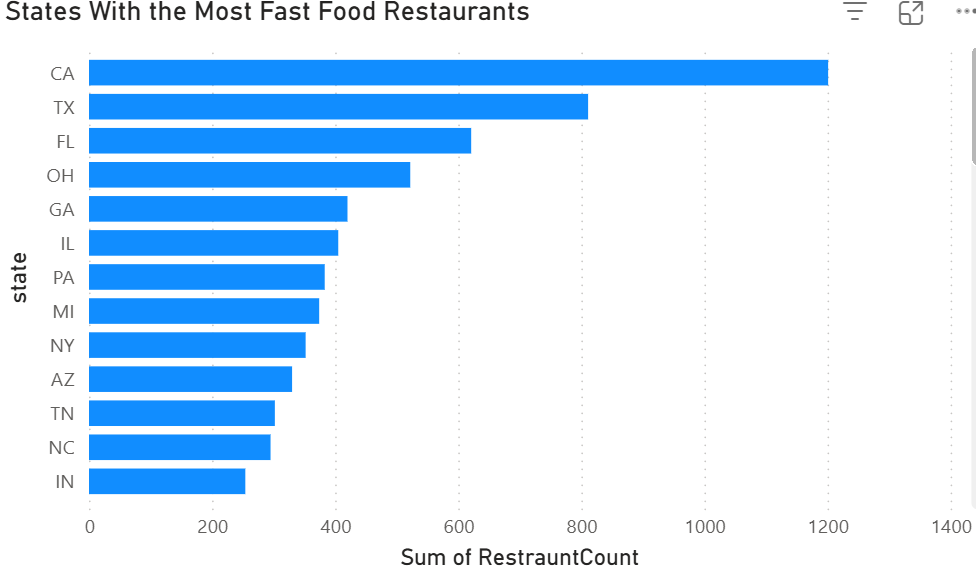 States With the Most Fast Food Restaurants
state
CA
TX
FL
OH
GA
IL
PA
MI
NY
AZ
TN
NC
IN
0 200 400 600 800 1000 1200 1400
Sum of RestrauntCount